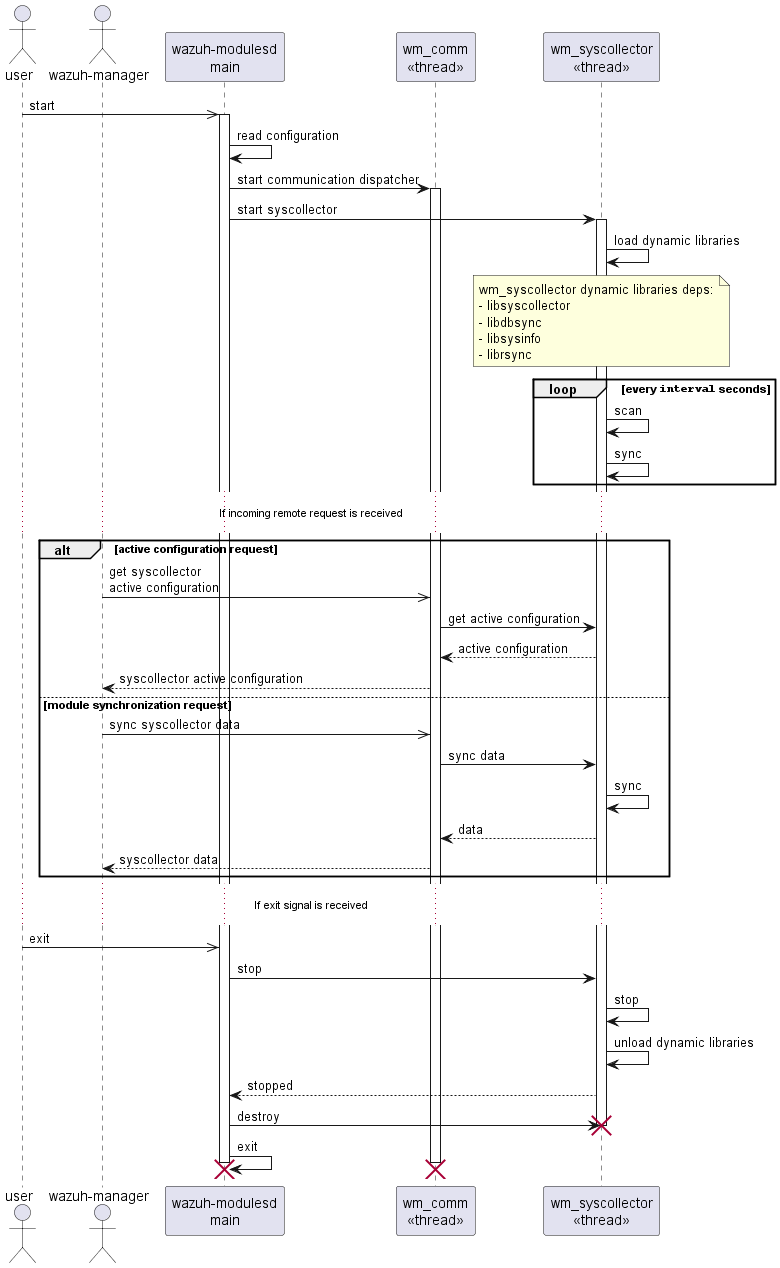 user
wazuh-manager
wazuh-modulesd
main
wm_comm
«thread»
wm_syscollector
«thread»
start
read configuration
start communication dispatcher
start syscollector
load dynamic libraries
wm_syscollector dynamic libraries deps:
- libsyscollector
- libdbsync
- libsysinfo
- librsync
loop
[every interval seconds]
scan
sync
If incoming remote request is received
alt
[active configuration request]
get syscollector
active configuration
get active configuration
active configuration
syscollector active configuration
[module synchronization request]
sync syscollector data
sync data
sync
data
syscollector data
If exit signal is received
exit
stop
stop
unload dynamic libraries
stopped
destroy
exit
user
wazuh-manager
wazuh-modulesd
main
wm_comm
«thread»
wm_syscollector
«thread»